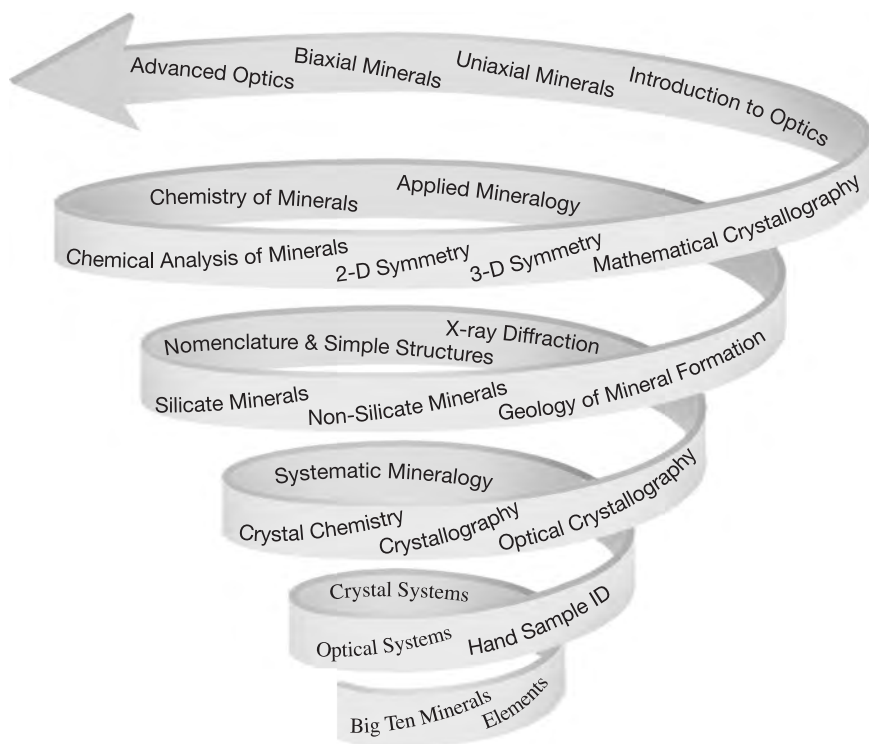 Advanced Optics
Biaxial Minerals
Uniaxial Minerals
Introduction to Optics
Chemistry of Minerals
Applied Mineralogy
Chemical Analysis of Minerals
2-D Symmetry
3-D Symmetry
Mathematical Crystallography
Nomenclature & Simple Structures
X-ray Diffraction
Silicate Minerals
Non-Silicate Minerals
Geology of Mineral Formation
Systematic Mineralogy
Crystal Chemistry
Crystallography
Optical Crystallography
Crystal Systems
Optical Systems
Hand Sample ID
Big Ten Minerals
Elements